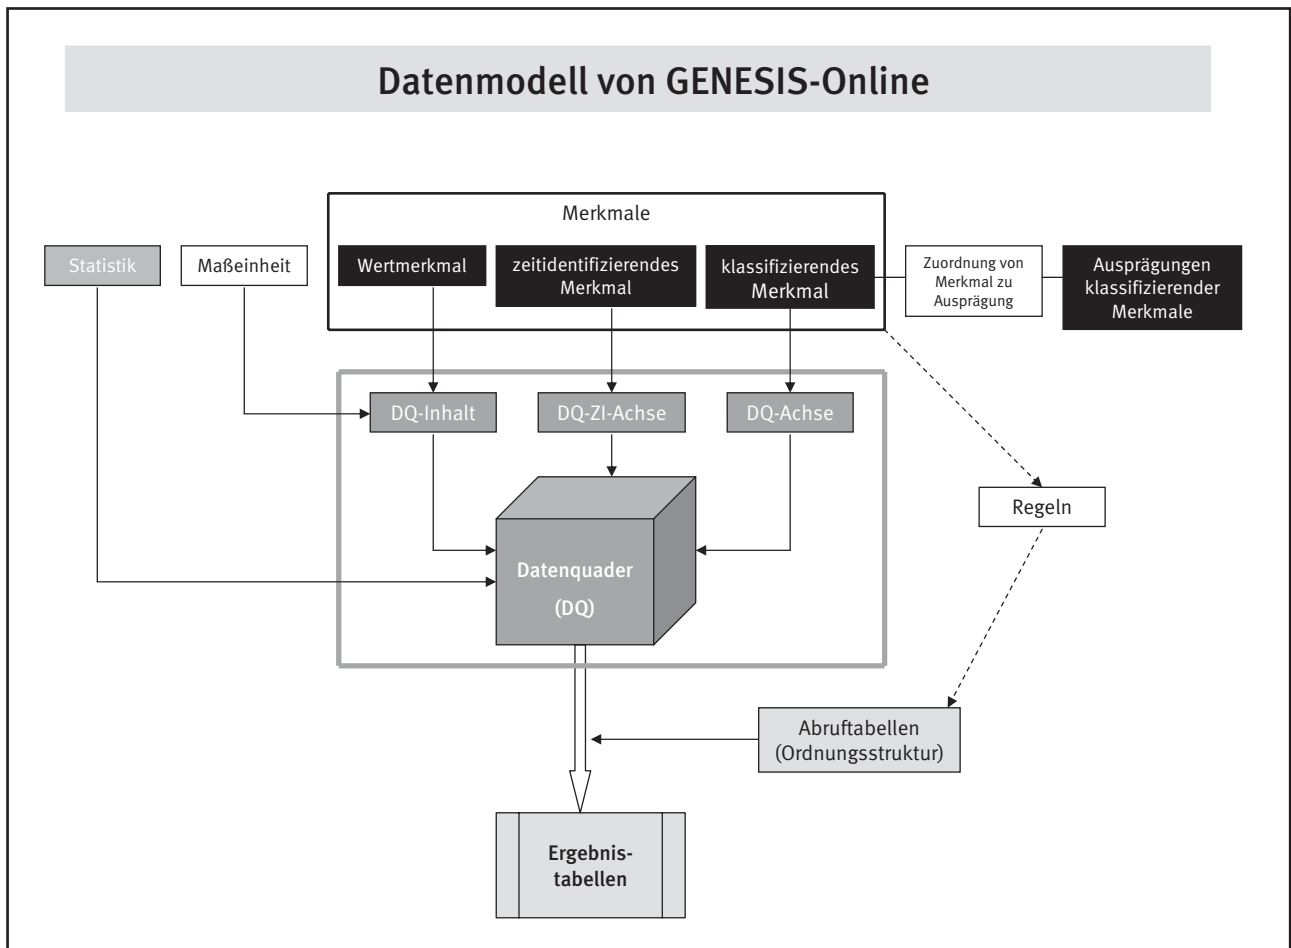 Datenmodell von GENESIS-Online
Merkmale
Statistik
Maßeinheit
Wertmerkmal
zeitidentifizierendes
Merkmal
klassifizierendes
Merkmal
Zuordnung von
Merkmal zu
Ausprägung
Ausprägungen
klassifizierender
Merkmale
DQ-Inhalt
DQ-ZI-Achse
DQ-Achse
Regeln
Datenquader
(DQ)
Abruftabellen
(Ordnungsstruktur)
Ergebnis-
tabellen